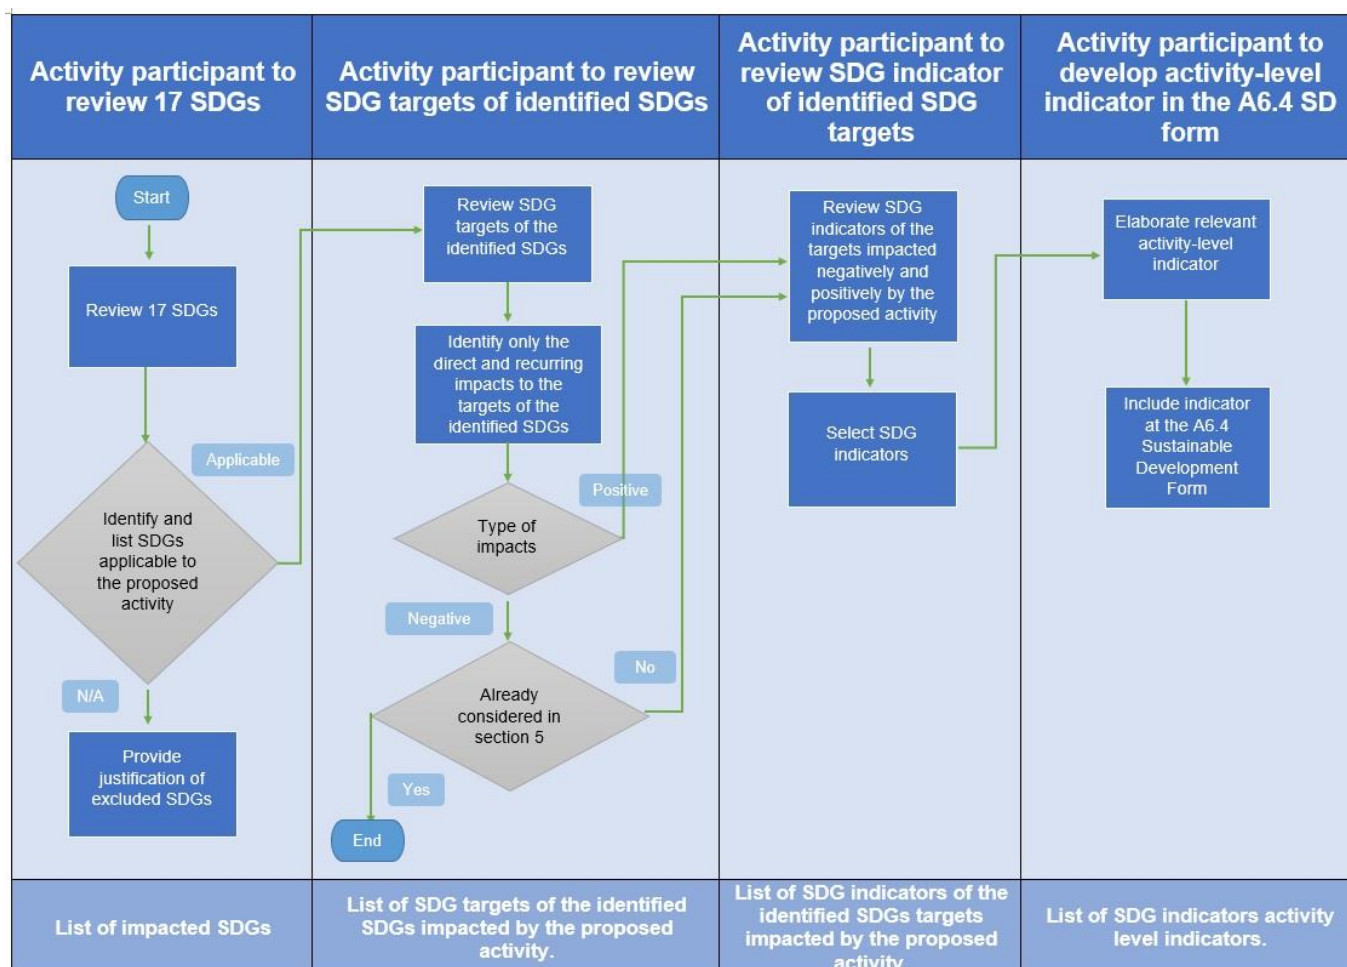 Activity participant to
review 17 SDGs
Activity participant to review
SDG targets of identified SDGs
Activity participant to
review SDG indicator
of identified SDG
targets
Activity participant to
develop activity-level
indicator in the A6.4 SD
form
Start
Review 17 SDGs
Applicable
Identify and
list SDGs
applicable to
the proposed
activity
N/A
Provide
justification of
excluded SDGs
Review SDG
targets of the
identified SDGs
Identify only the
direct and recurring
impacts to the
targets of the
identified SDGs
Positive
Type of
impacts
Negative
No
Already
considered in
section 5
Yes
End
Review SDG
indicators of the
targets impacted
negatively and
positively by the
proposed activity
Select SDG
indicators
Elaborate relevant
activity-level
indicator
Include indicator
at the A6.4
Sustainable
Development
Form
List of impacted SDGs
List of SDG targets of the identified
SDGs impacted by the proposed
activity.
List of SDG indicators of the
identified SDGs targets
impacted by the proposed
activity
List of SDG indicators activity
level indicators.